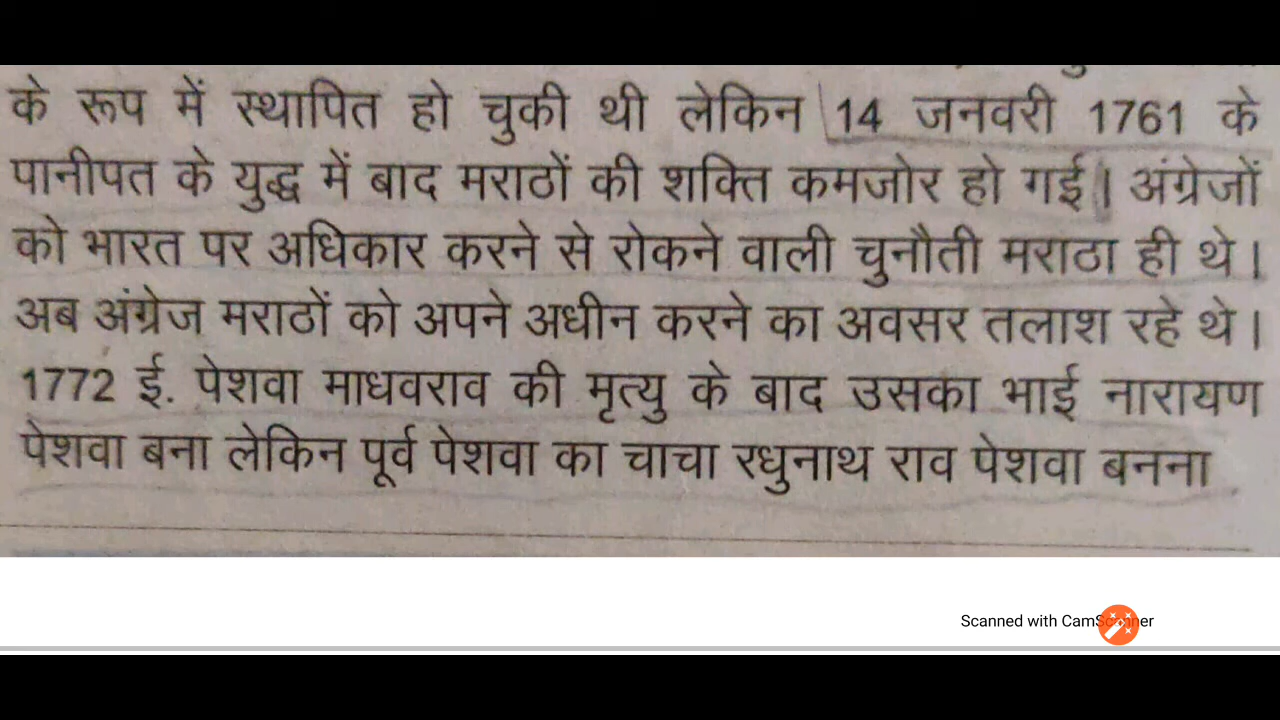 के रूप में स्थापित हो चुकी थी लेकिन 14 जनवरी 1761 के
पानीपत के युद्ध में बाद मराठों की शक्ति कमजोर हो गई। अंग्रेजों
को भारत पर अधिकार करने से रोकने वाली चुनौती मराठा ही थे।
अब अंग्रेज मराठों को अपने अधीन करने का अवसर तलाश रहे थे।
1772 ई. पेशवा माधवराव की मृत्यु के बाद उसका भाई नारायण
पेशवा बना लेकिन पूर्व पेशवा का चाचा रधुनाथ राव पेशवा बनना
Scanned with CamScanner